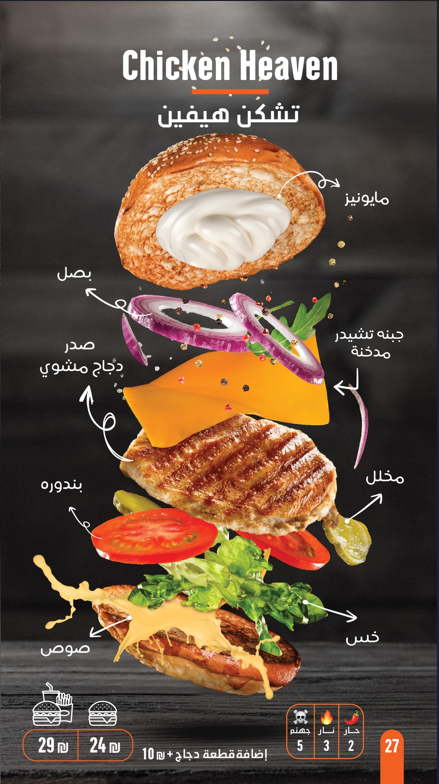 Chicken Heaven
تشكن هيفين
مايونيز
بصل
جبنه تشيدر
مدخنة
صدر
دجاج مشوي
مخلل
بندوره
خس
صوص
29 ₪
24 ₪
إضافة قطعة دجاج + 10 ₪
حار
2
نار
3
جهنم
5
27